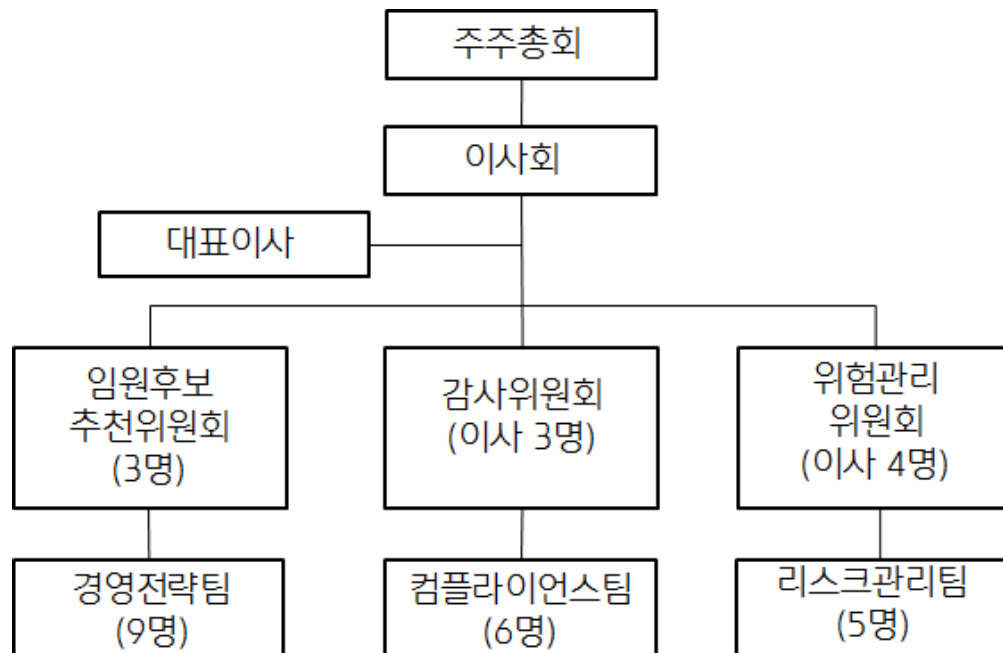 주주총회
이사회
대표이사
임원후보
추천위원회
(3명)
감사위원회
(이사 3명)
위험관리
위원회
(이사 4명)
경영전략팀
(9명)
컴플라이언스팀
(6명)
리스크관리팀
(5명)